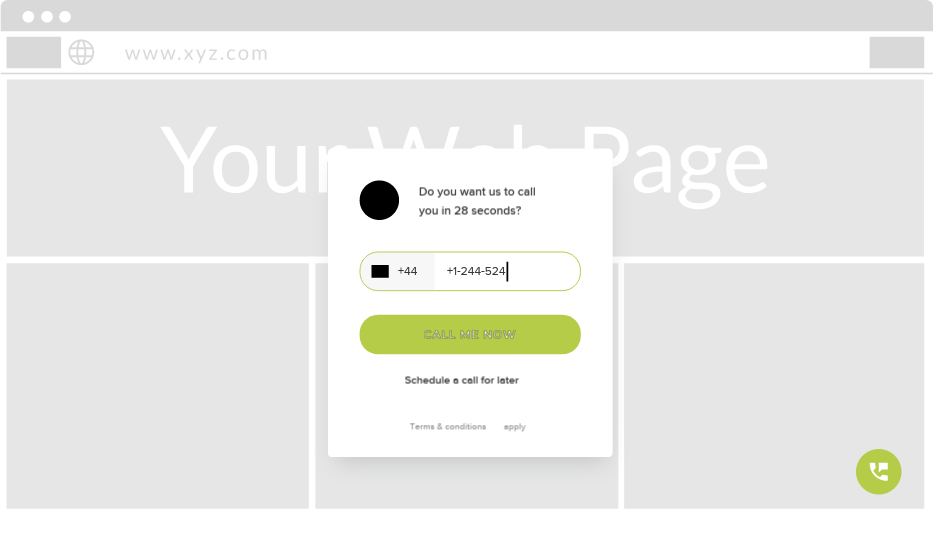 www.xyz.com
Your Web Page
Do you want us to call
you in 28 seconds?
+44 +1-244-524
CALL ME NOW
Schedule a call for later
Terms & conditions apply